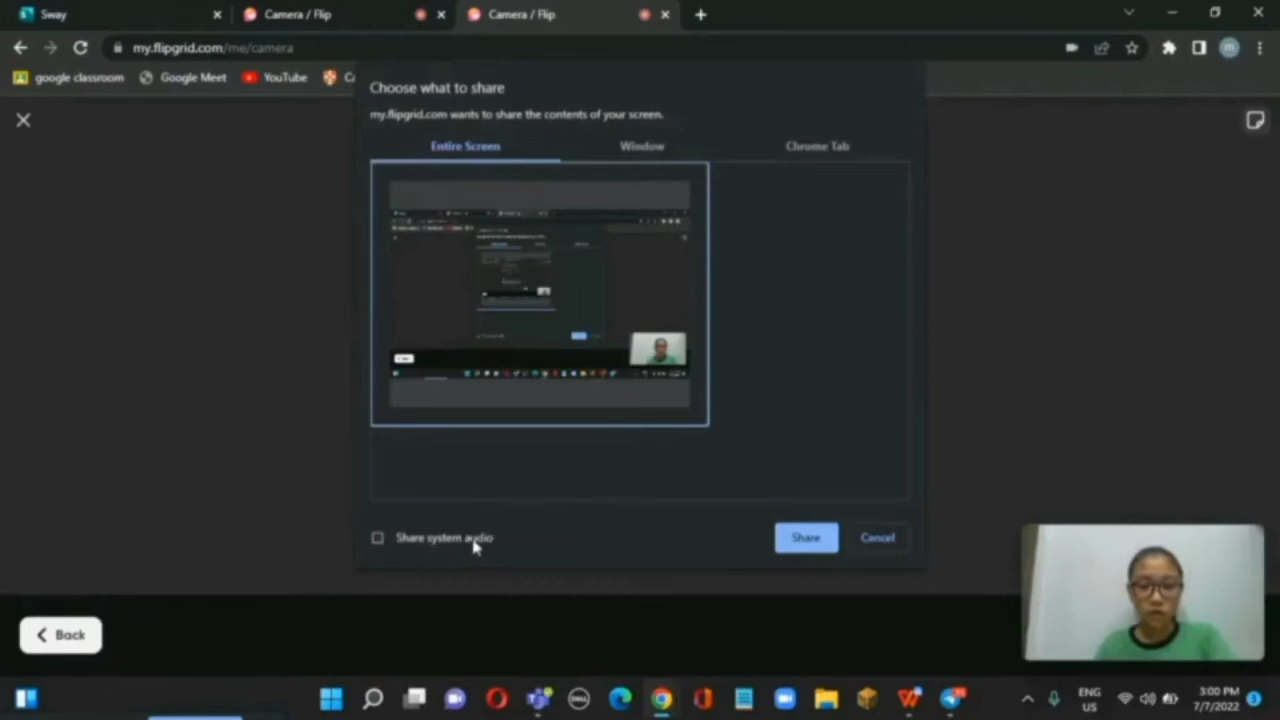 Sway
Camera / Flip
Camera / Flip
my.flipgrid.com/me/camera
google classroom
Google Meet
YouTube
Choose what to share
my.flipgrid.com wants to share the contents of your screen.
Entire Screen
Window
Chrome Tab
Share system audio
Share
Cancel
Back
DELL
ENG
US
3:00 PM
7/7/2022